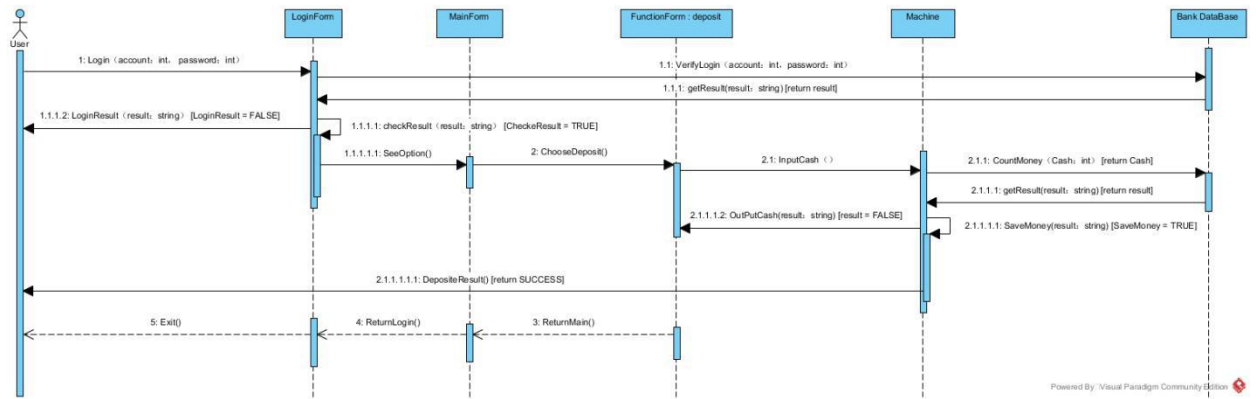 LoginForm
MainForm
FunctionForm : deposit
Machine
Bank DataBase
User
1: Login（account：int， password：int）
1.1: VerifyLogin（account：int，password：int）
1.1.1: getResult(result：string) [return result]
1.1.1.2: LoginResult（result：string） [LoginResult = FALSE]
1.1.1.1: checkResult（result：string） [CheckeResult = TRUE]
1.1.1.1.1: SeeOption()
2: ChooseDeposit()
2.1: InputCash （）
2.1.1: CountMoney（Cash：int）[return Cash]
2.1.1.1: getResult(result：string) [return result]
2.1.1.1.2: OutPutCash(result：string) [result = FALSE]
2.1.1.1.1: SaveMoney(result：string) [SaveMoney = TRUE]
2.1.1.1.1.1: DepositeResult() [return SUCCESS]
5: Exit()
4: ReturnLogin()
3: ReturnMain()
Powered By Visual Paradigm Community Edition